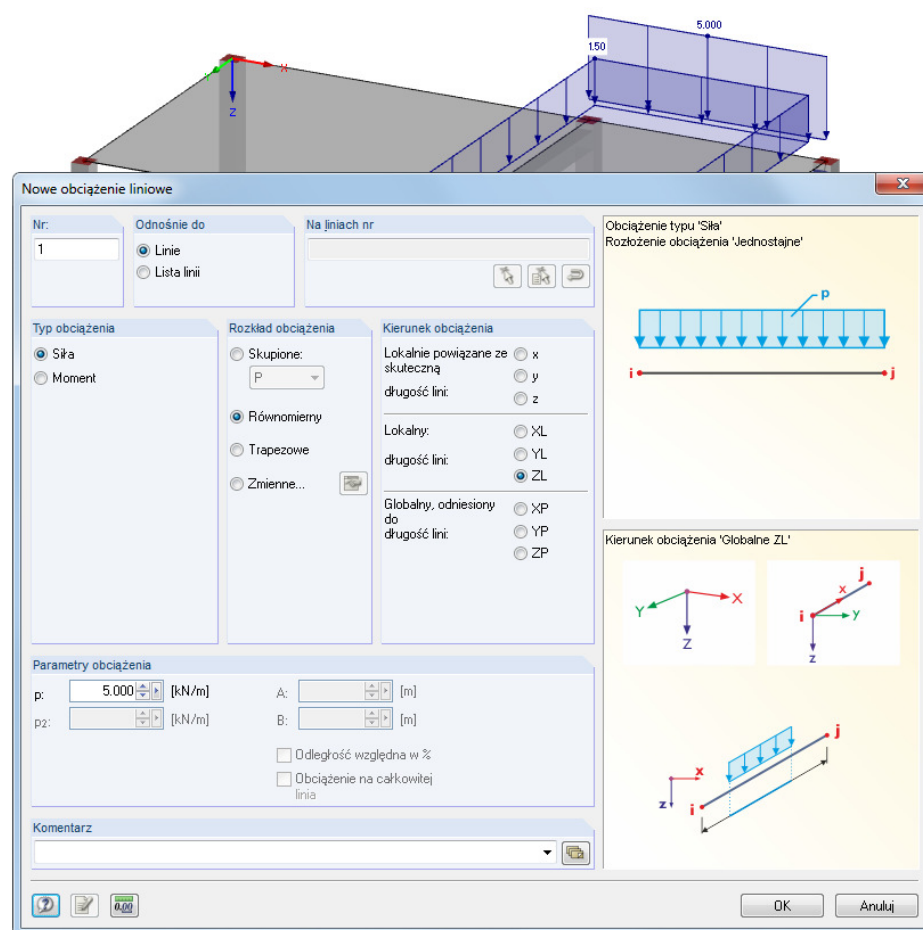 5.000
1.50
X
Z
Nowe obciążenie liniowe
Nr:
1
Odnośnie do
Linie
Lista linii
Na liniach nr
Typ obciążenia
Siła
Moment
Rozkład obciążenia
Skupione:
P
Równomierny
Trapezowe
Zmienne...
Kierunek obciążenia
Lokalnie powiązane ze
skuteczną
długość lini:
x
y
z
Lokalny:
długość lini:
XL
YL
ZL
Globalny, odniesiony
do
długość lini:
XP
YP
ZP
Obciążenie typu 'Siła'
Rozłożenie obciążenia 'Jednostajne'
p
i
j
Kierunek obciążenia 'Globalne ZL'
Y
X
Z
j
x
i
y
z
j
x
z
i
Parametry obciążenia
p: 5.000 [kN/m]
p2: [kN/m]
A: [m]
B: [m]
Odległość względna w %
Obciążenie na całkowitej
linia
Komentarz
0.00
OK
Anuluj